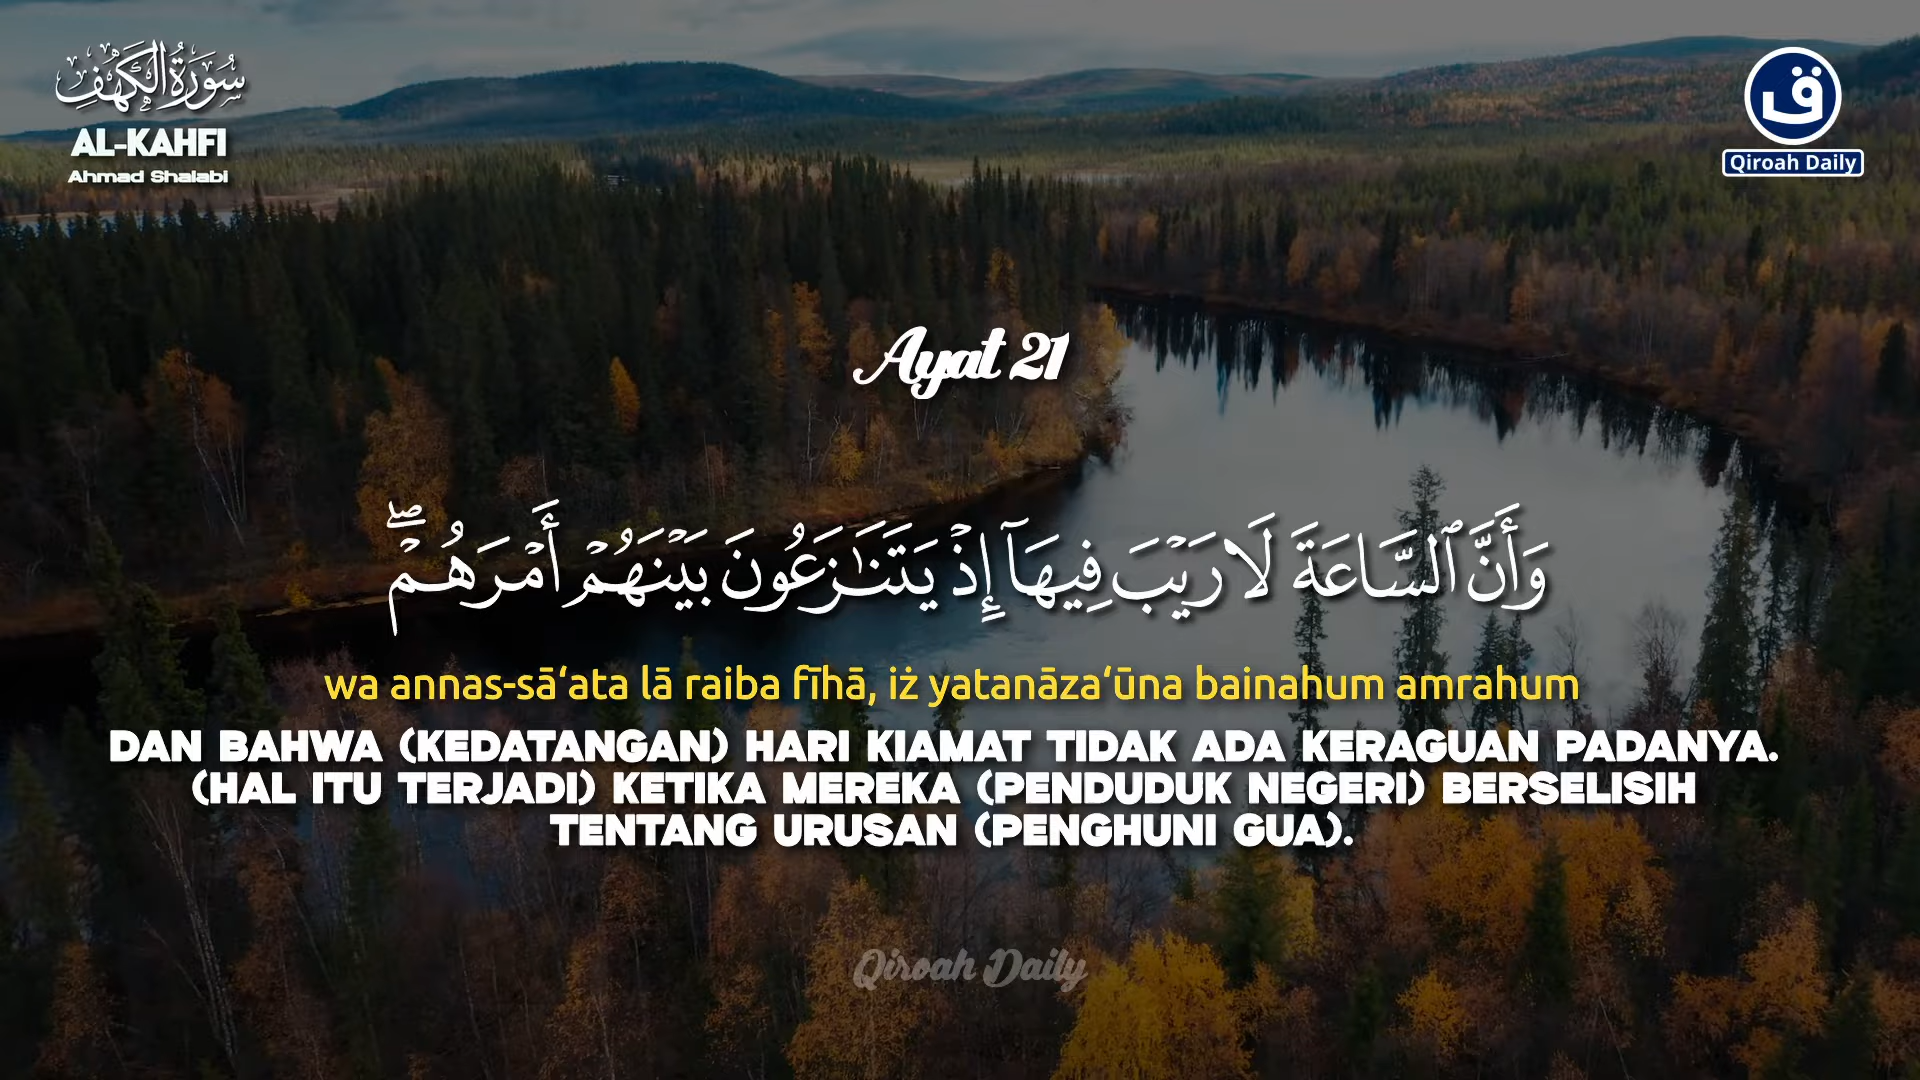 سُورَةُ الْكَهْفِ
AL-KAHFI
Ahmad Shalabi
ق
Qiroah Daily
Ayat 21
وَأَنَّ ٱلسَّاعَةَ لَا رَيْبَ فِيهَآ إِذْ يَتَنَـٰزَعُونَ بَيْنَهُمْ أَمْرَهُمْ ۖ
wa annas-sā‘ata lā raiba fīhā, iż yatanāza‘ūna bainahum amrahum
DAN BAHWA (KEDATANGAN) HARI KIAMAT TIDAK ADA KERAGUAN PADANYA.
(HAL ITU TERJADI) KETIKA MEREKA (PENDUDUK NEGERI) BERSELISIH
TENTANG URUSAN (PENGHUNI GUA).
Qiroah Daily